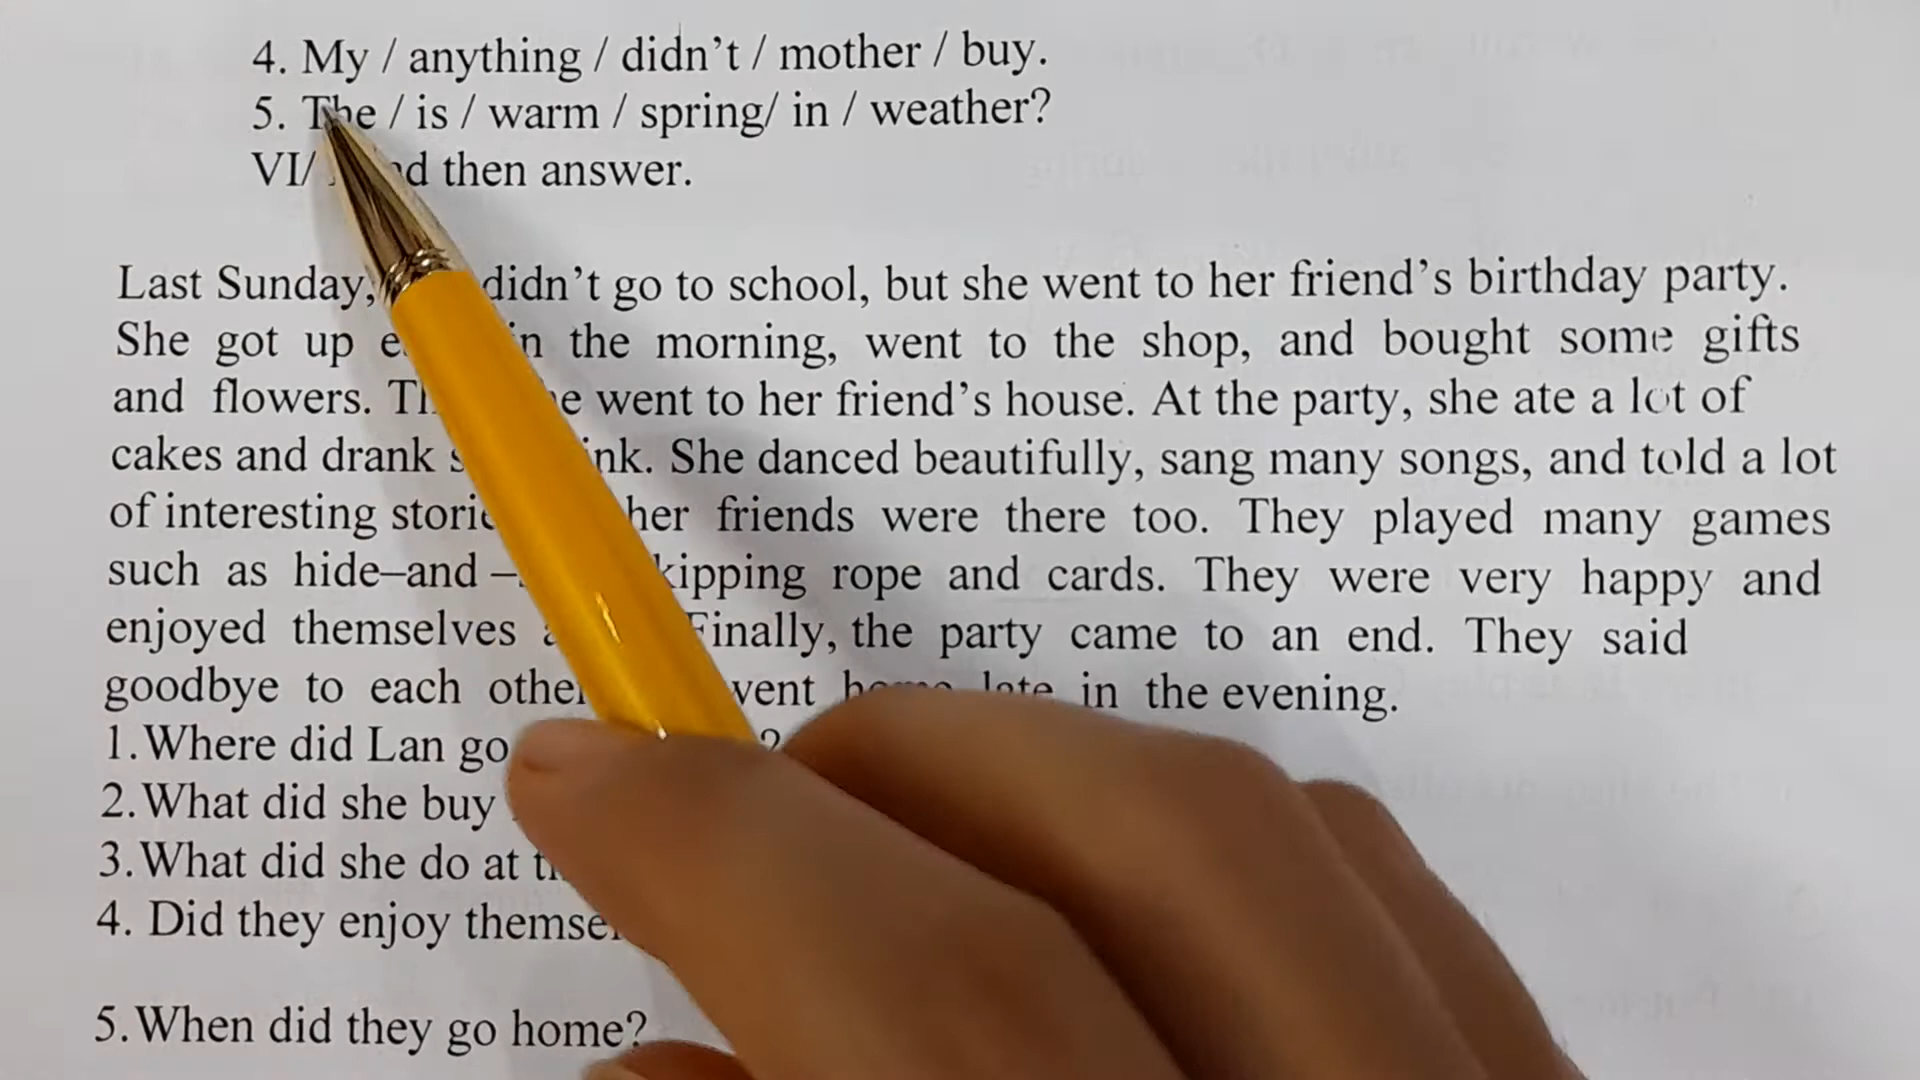 4. My / anything / didn't / mother / buy.
5. The / is / warm / spring/ in / weather?
VI/ then answer.
Last Sunday, didn't go to school, but she went to her friend's birthday party.
She got up in the morning, went to the shop, and bought some gifts
and flowers. went to her friend's house. At the party, she ate a lot of
cakes and drank She danced beautifully, sang many songs, and told a lot
of interesting her friends were there too. They played many games
such as hide–and – rope and cards. They were very happy and
enjoyed themselves Finally, the party came to an end. They said
goodbye to each went home late in the evening.
1.Where did Lan go
2.What did she buy
3.What did she do at
4. Did they enjoy
5.When did they go home?